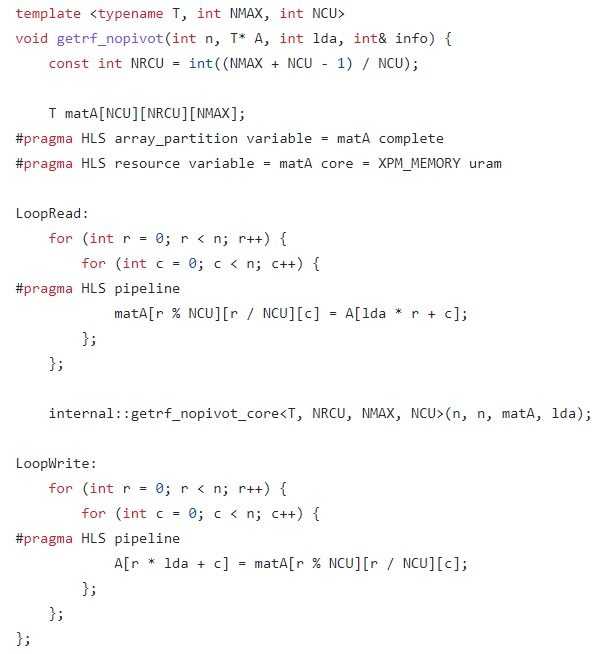 template <typename T, int NMAX, int NCU>
void getrf_nopivot(int n, T* A, int lda, int& info) {
    const int NRCU = int((NMAX + NCU - 1) / NCU);

    T matA[NCU][NRCU][NMAX];
#pragma HLS array_partition variable = matA complete
#pragma HLS resource variable = matA core = XPM_MEMORY uram

LoopRead:
    for (int r = 0; r < n; r++) {
        for (int c = 0; c < n; c++) {
#pragma HLS pipeline
            matA[r % NCU][r / NCU][c] = A[lda * r + c];
        };
    };

    internal::getrf_nopivot_core<T, NRCU, NMAX, NCU>(n, n, matA, lda);

LoopWrite:
    for (int r = 0; r < n; r++) {
        for (int c = 0; c < n; c++) {
#pragma HLS pipeline
            A[r * lda + c] = matA[r % NCU][r / NCU][c];
        };
    };
};